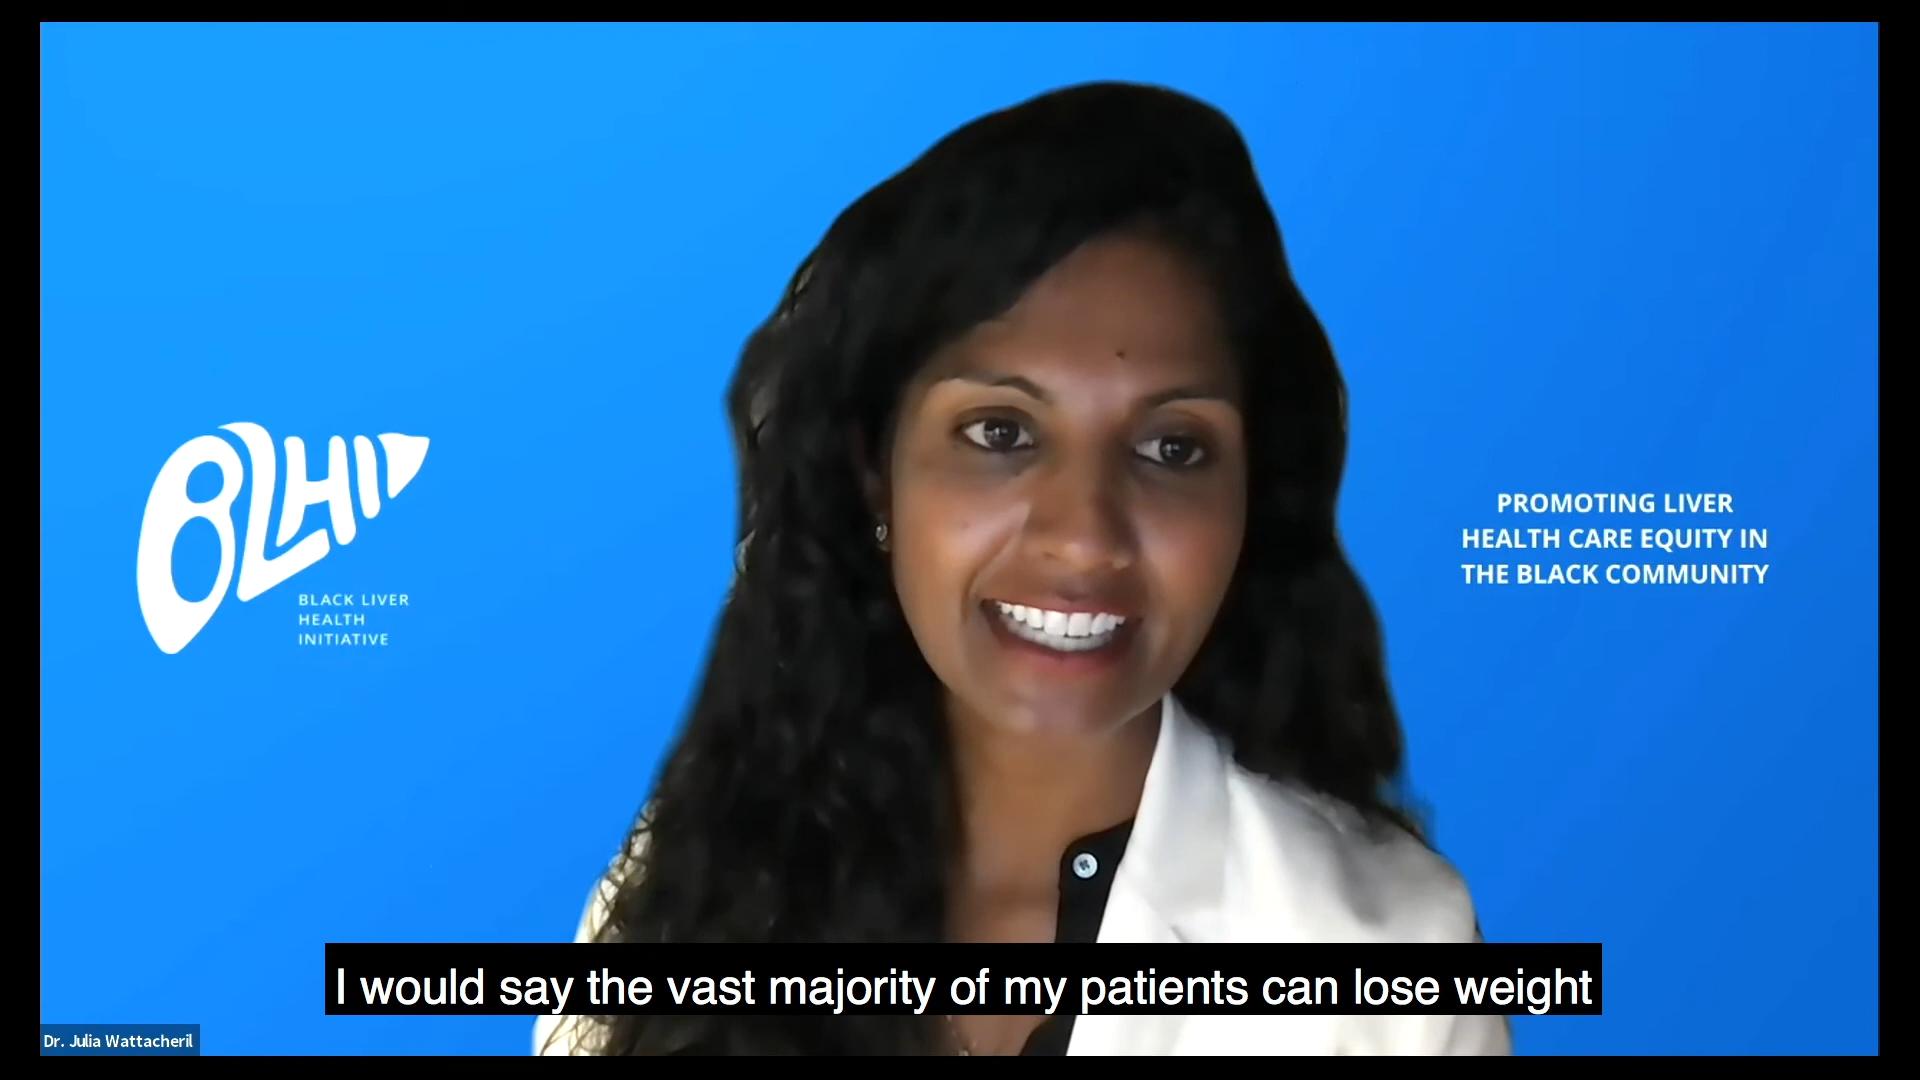 BLHI
BLACK LIVER
HEALTH
INITIATIVE
PROMOTING LIVER
HEALTH CARE EQUITY IN
THE BLACK COMMUNITY
I would say the vast majority of my patients can lose weight
Dr. Julia Wattacheril